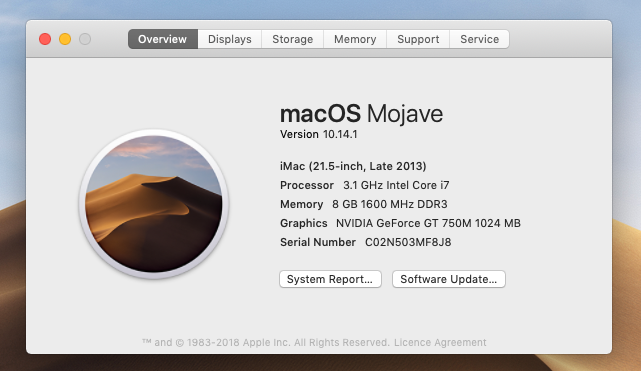 Overview Displays Storage Memory Support Service
macOS Mojave
Version 10.14.1
iMac (21.5-inch, Late 2013)
Processor 3.1 GHz Intel Core i7
Memory 8 GB 1600 MHz DDR3
Graphics NVIDIA GeForce GT 750M 1024 MB
Serial Number C02N503MF8J8
System Report... Software Update...
™ and © 1983-2018 Apple Inc. All Rights Reserved. Licence Agreement